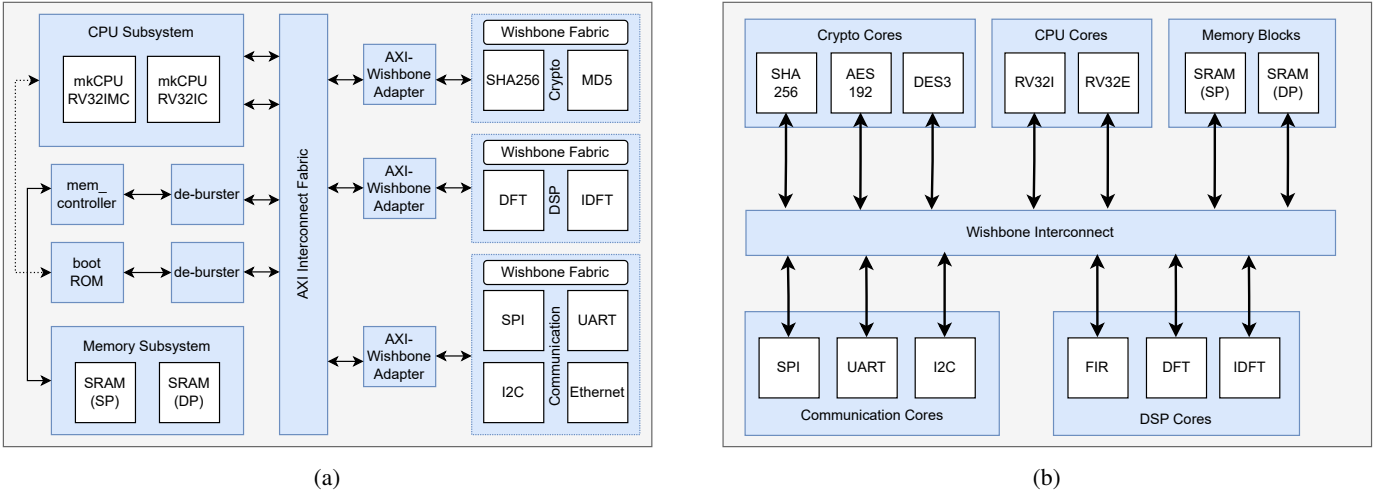 CPU Subsystem
mkCPU
RV32IMC
mkCPU
RV32IC
mem_
controller
de-burster
boot
ROM
de-burster
Memory Subsystem
SRAM
(SP)
SRAM
(DP)
AXI Interconnect Fabric
AXI-
Wishbone
Adapter
AXI-
Wishbone
Adapter
AXI-
Wishbone
Adapter
Wishbone Fabric
SHA256
Crypto
MD5
Wishbone Fabric
DFT
DSP
IDFT
Wishbone Fabric
SPI
UART
Communication
I2C
Ethernet
(a)
Crypto Cores
SHA
256
AES
192
DES3
CPU Cores
RV32I
RV32E
Memory Blocks
SRAM
(SP)
SRAM
(DP)
Wishbone Interconnect
SPI
UART
I2C
Communication Cores
FIR
DFT
IDFT
DSP Cores
(b)